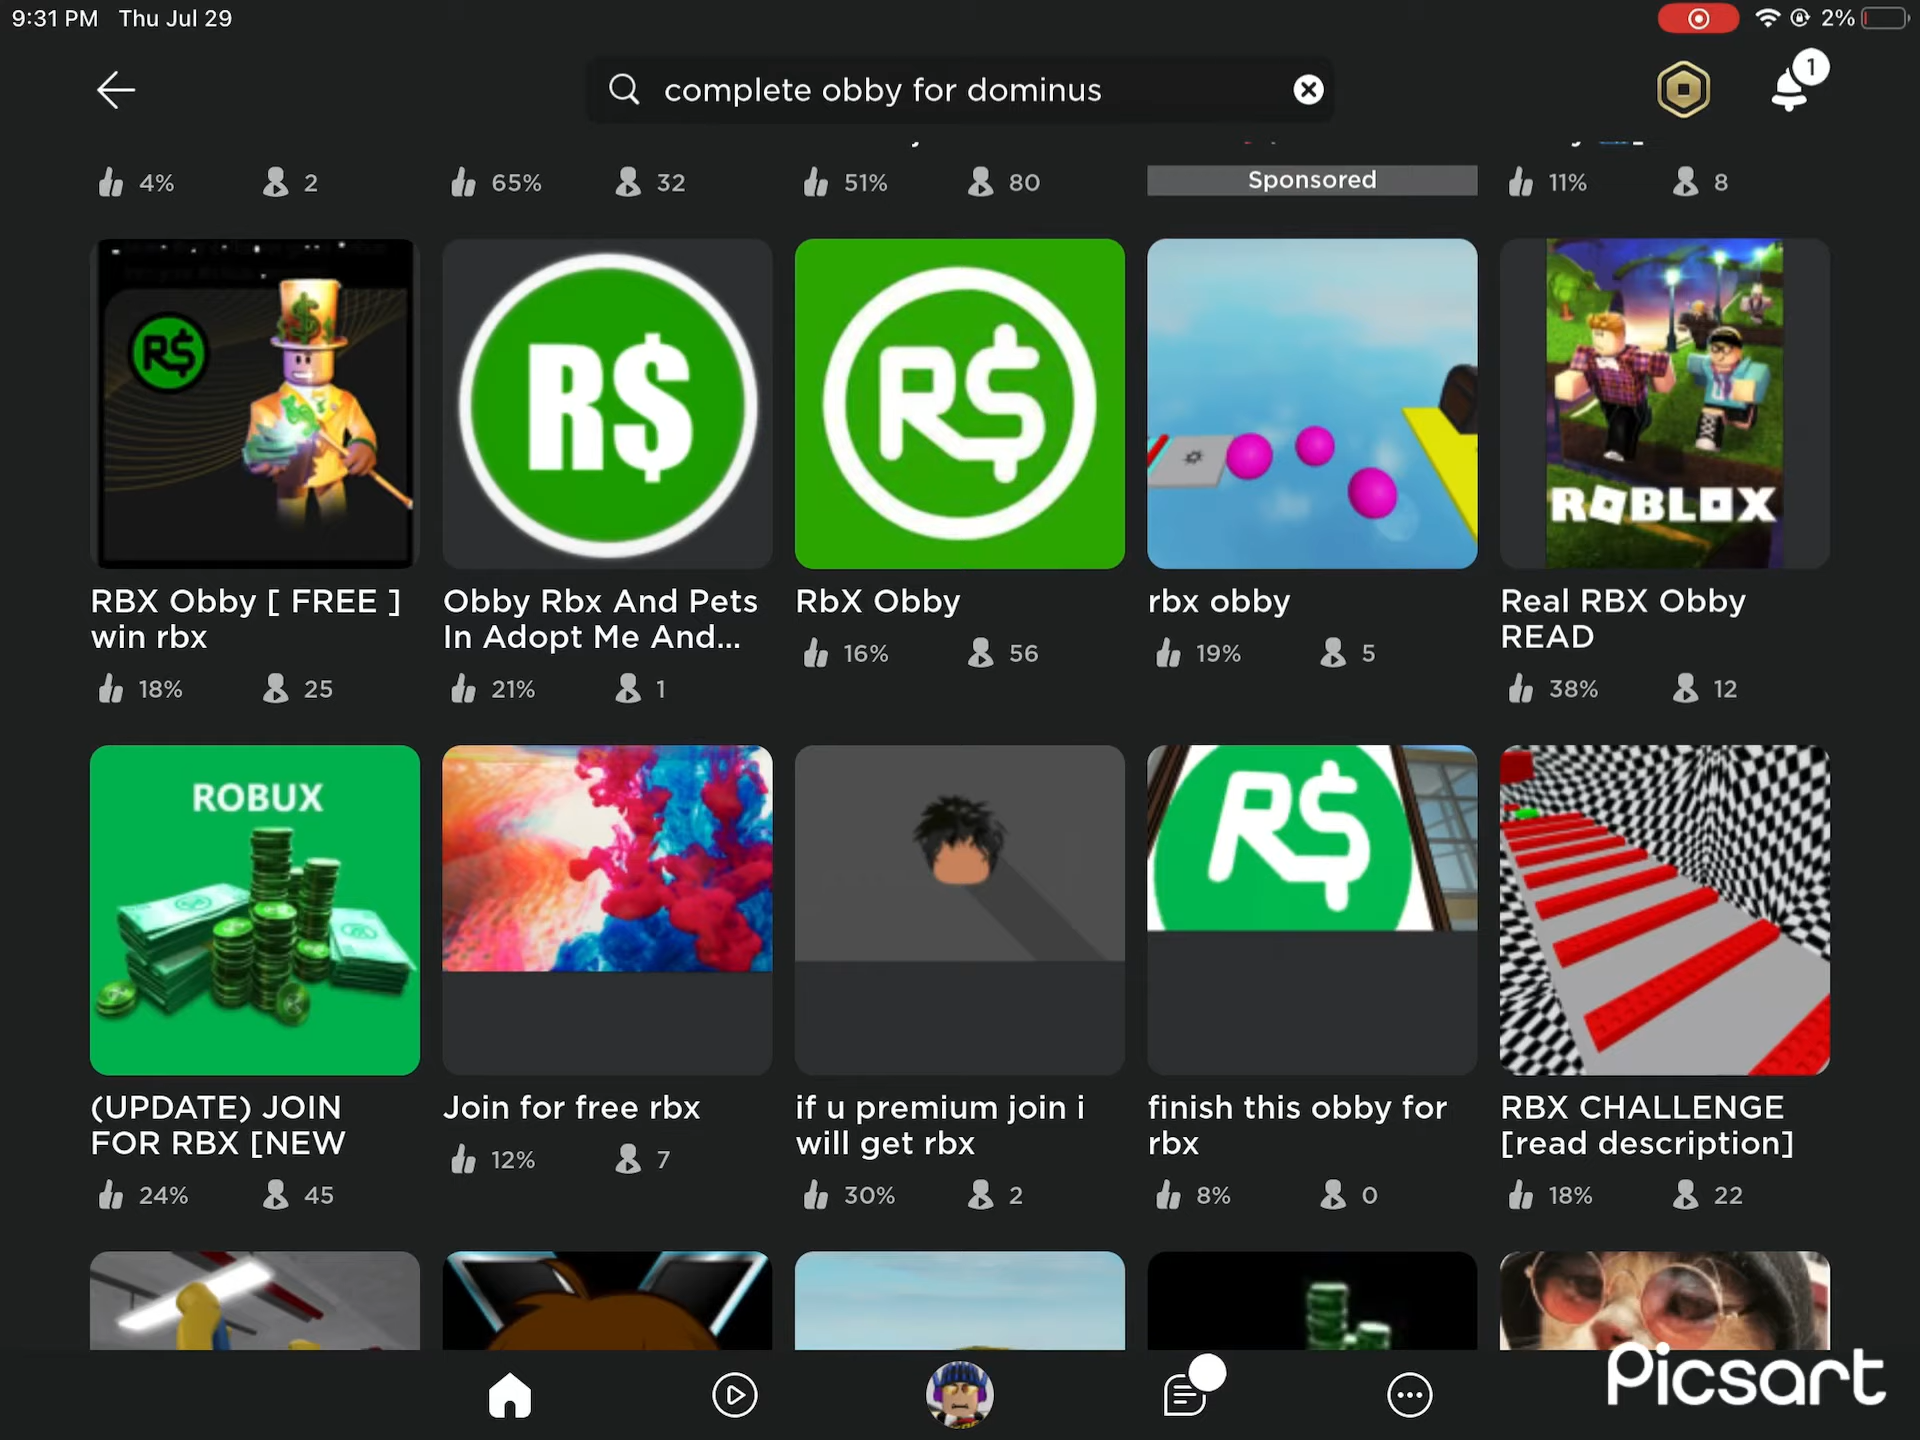 9:31 PM Thu Jul 29
2%
complete obby for dominus
1
4% 2
65% 32
51% 80
Sponsored
11% 8
R$
R$
R$
ROBLOX
RBX Obby [ FREE ]
win rbx
18% 25
Obby Rbx And Pets
In Adopt Me And...
21% 1
RbX Obby
16% 56
rbx obby
19% 5
Real RBX Obby
READ
38% 12
ROBUX
R$
(UPDATE) JOIN
FOR RBX [NEW
24% 45
Join for free rbx
12% 7
if u premium join i
will get rbx
30% 2
finish this obby for
rbx
8% 0
RBX CHALLENGE
[read description]
18% 22
Picsart